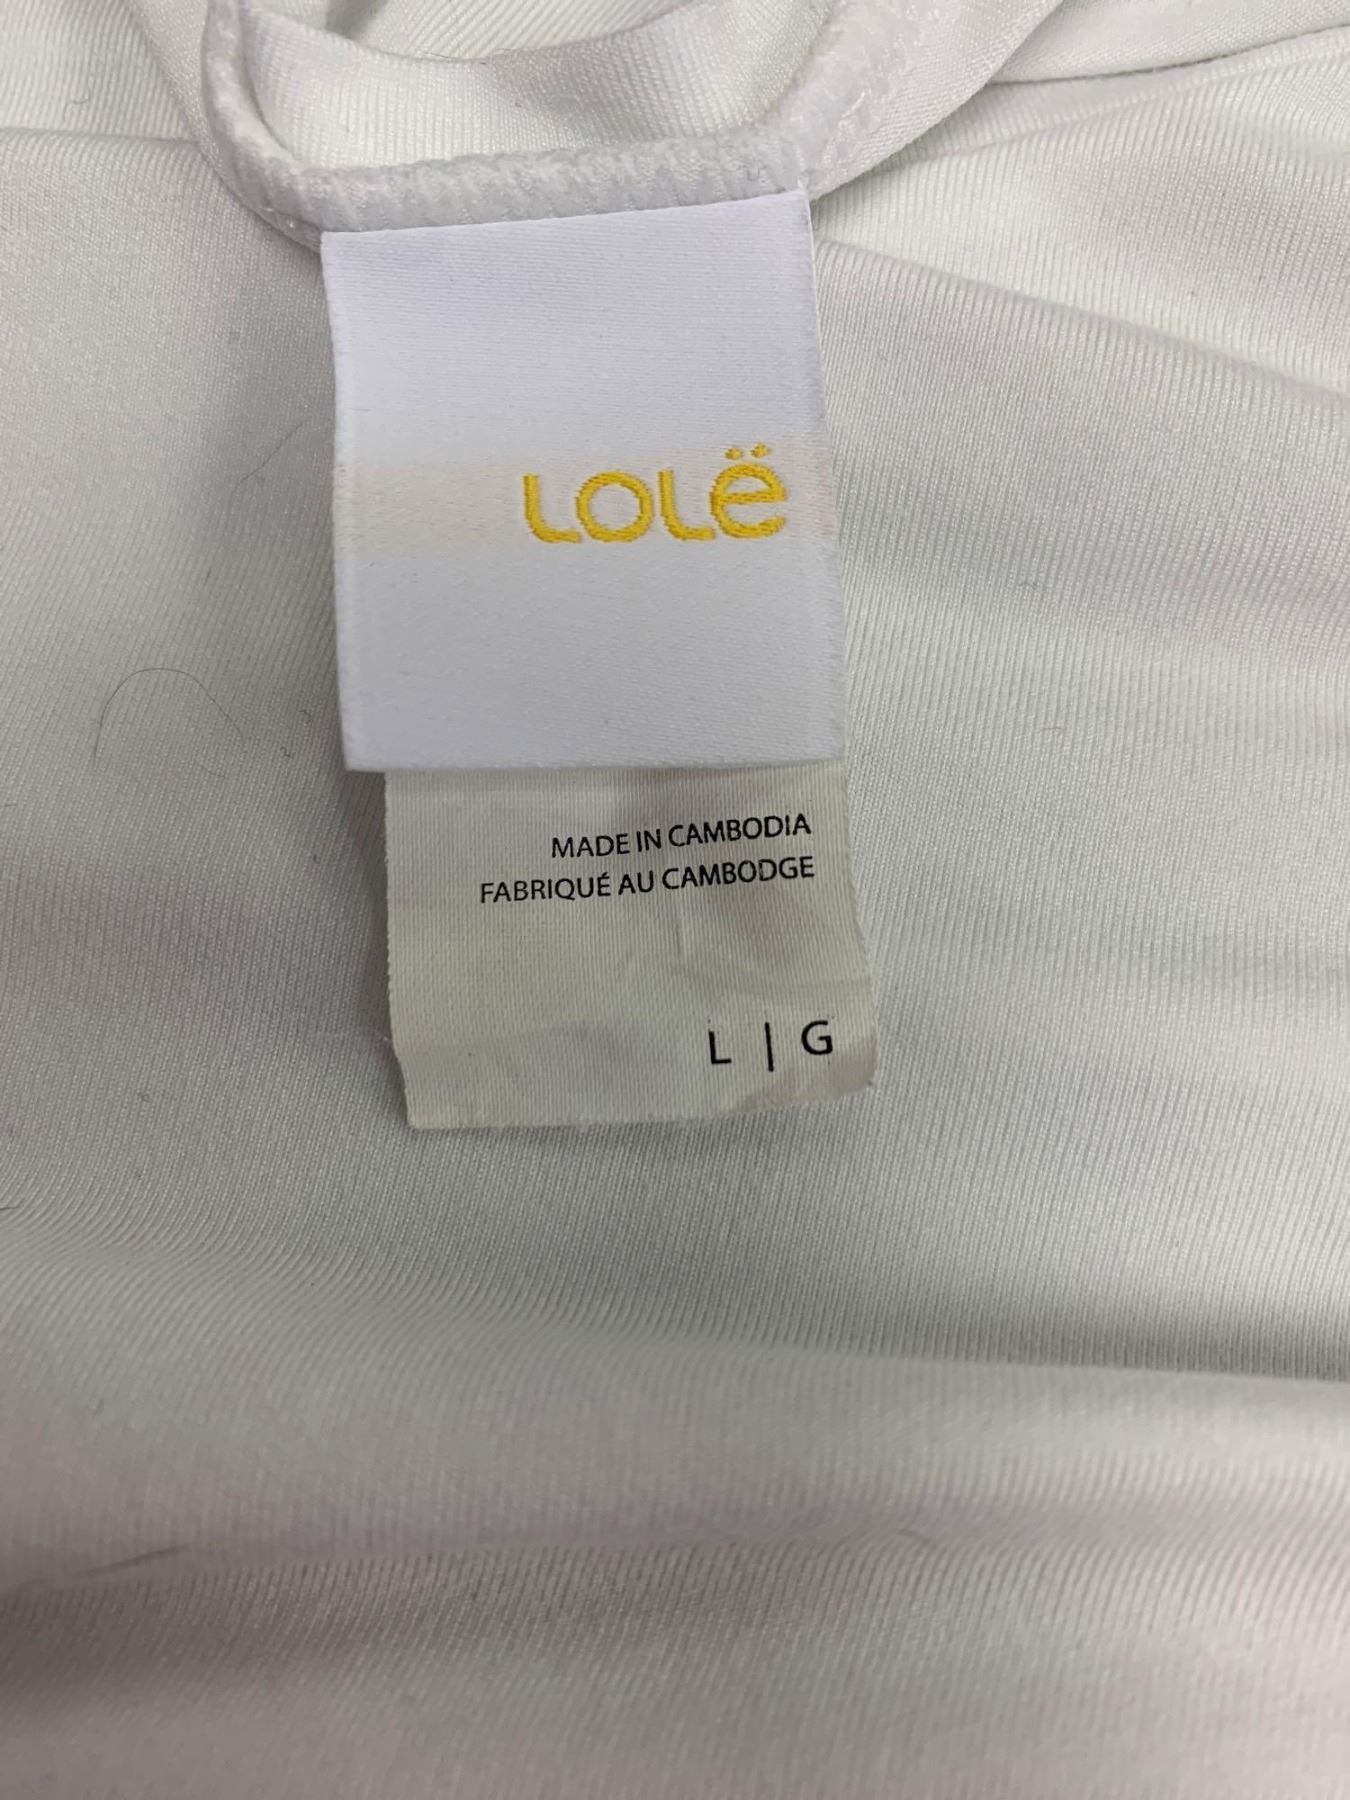 Lolë
MADE IN CAMBODIA
FABRIQUÉ AU CAMBODGE
L | G